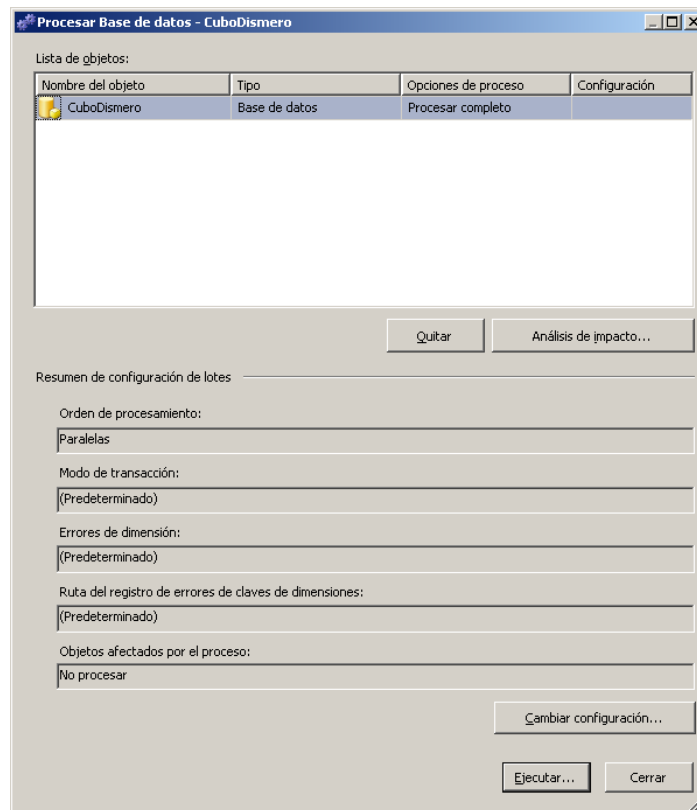 Procesar Base de datos - CuboDismero
Lista de objetos:
Nombre del objeto Tipo Opciones de proceso Configuración
CuboDismero Base de datos Procesar completo
Quitar Análisis de impacto...
Resumen de configuración de lotes
Orden de procesamiento:
Paralelas
Modo de transacción:
(Predeterminado)
Errores de dimensión:
(Predeterminado)
Ruta del registro de errores de claves de dimensiones:
(Predeterminado)
Objetos afectados por el proceso:
No procesar
Cambiar configuración...
Ejecutar... Cerrar